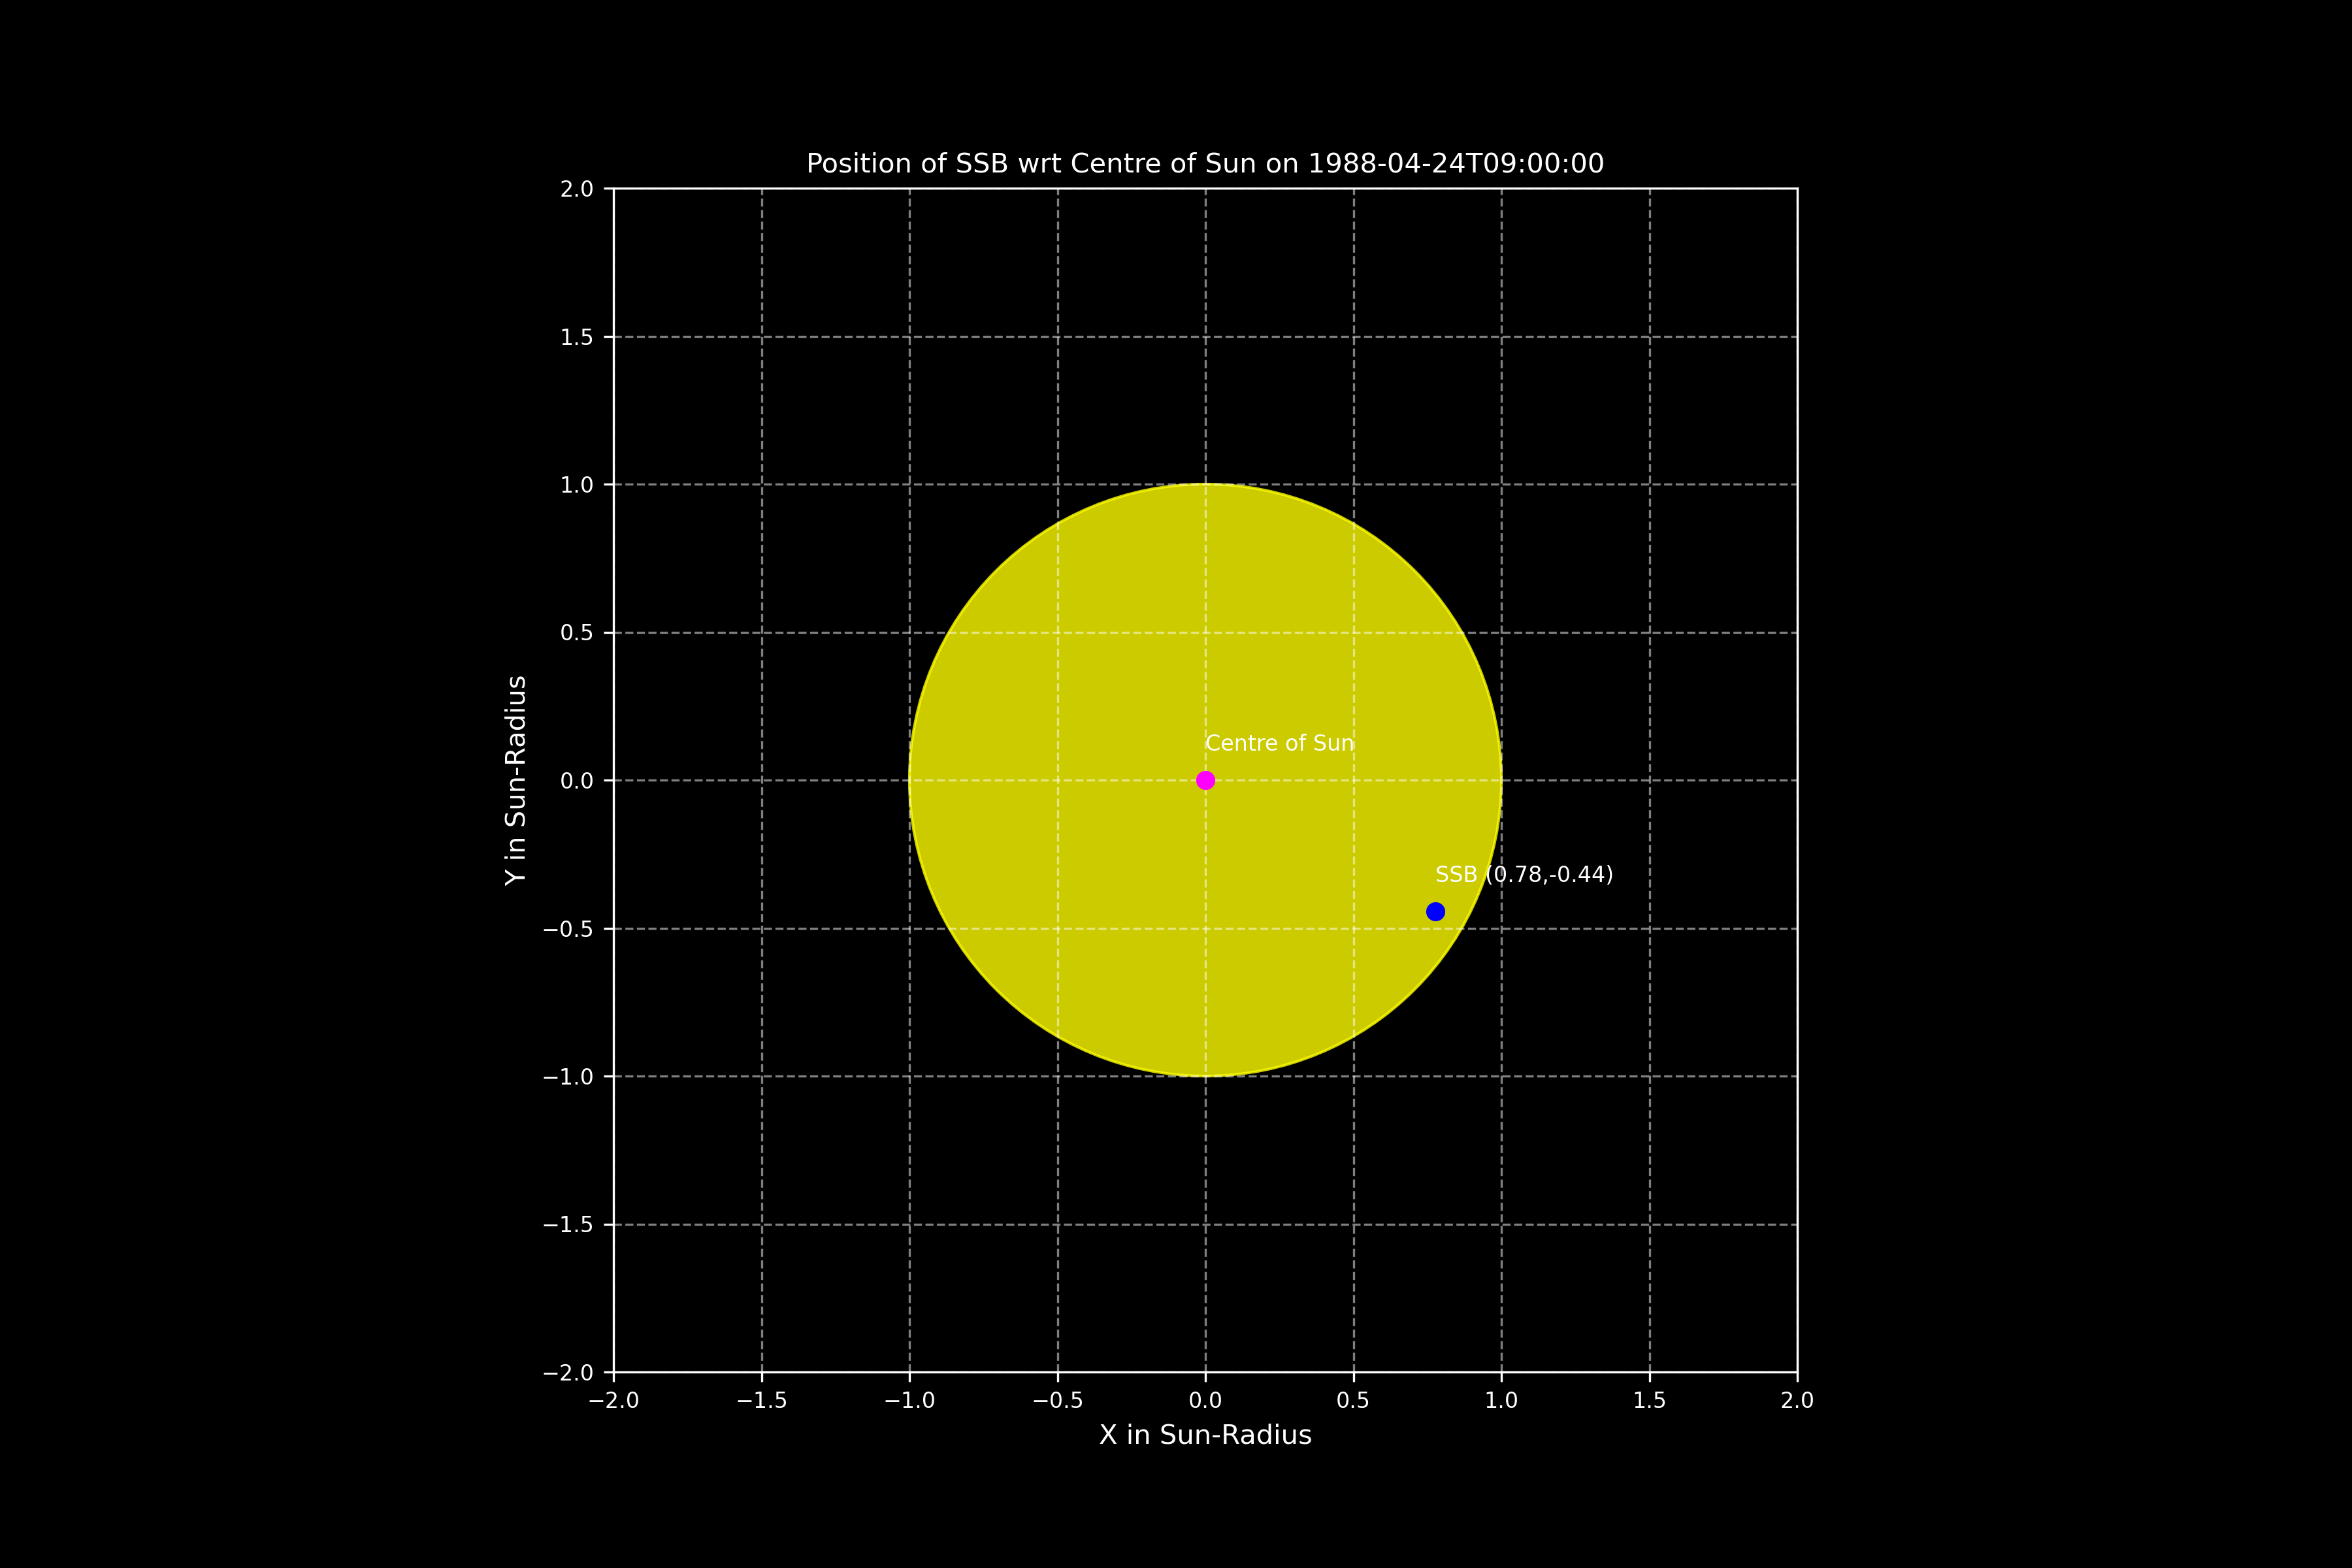 Position of SSB wrt Centre of Sun on 1988-04-24T09:00:00
2.0
1.5
1.0
0.5
0.0
−0.5
−1.0
−1.5
−2.0
Y in Sun-Radius
Centre of Sun
SSB (0.78,-0.44)
−2.0 −1.5 −1.0 −0.5 0.0 0.5 1.0 1.5 2.0
X in Sun-Radius